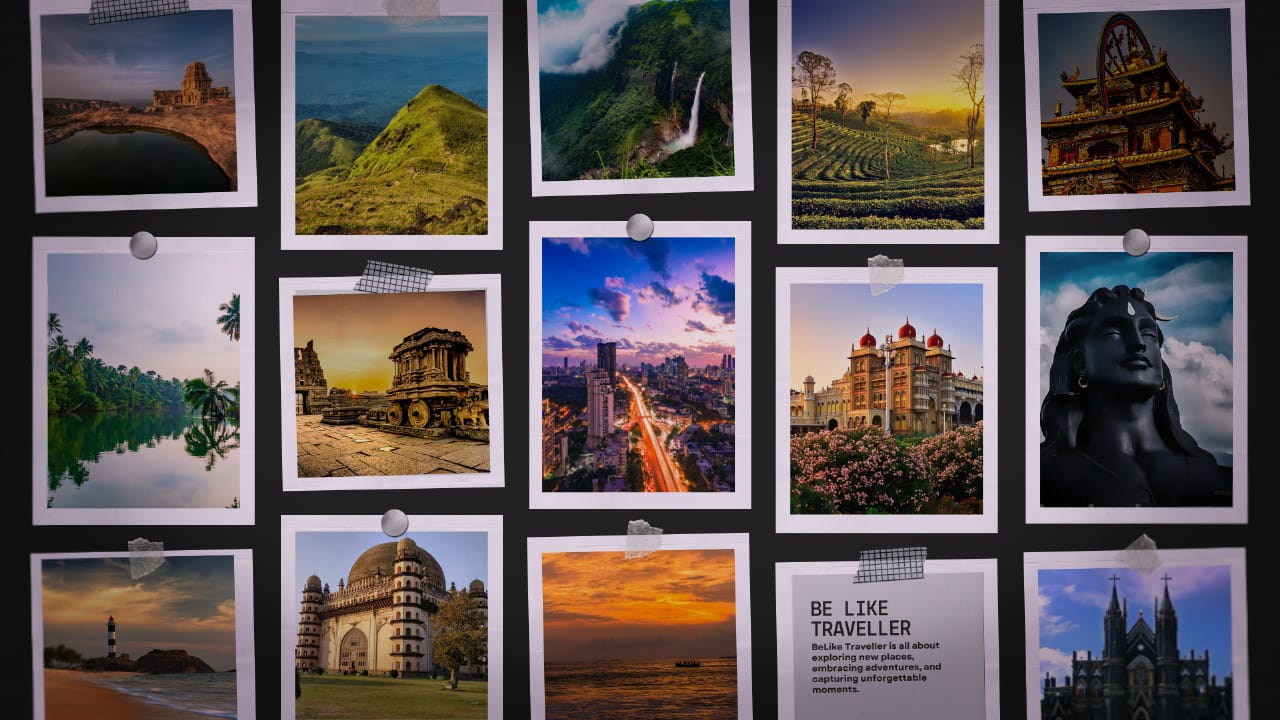 BE LIKE
TRAVELLER
BeLike Traveller is all about
exploring new places,
embracing adventures, and
capturing unforgettable
moments.